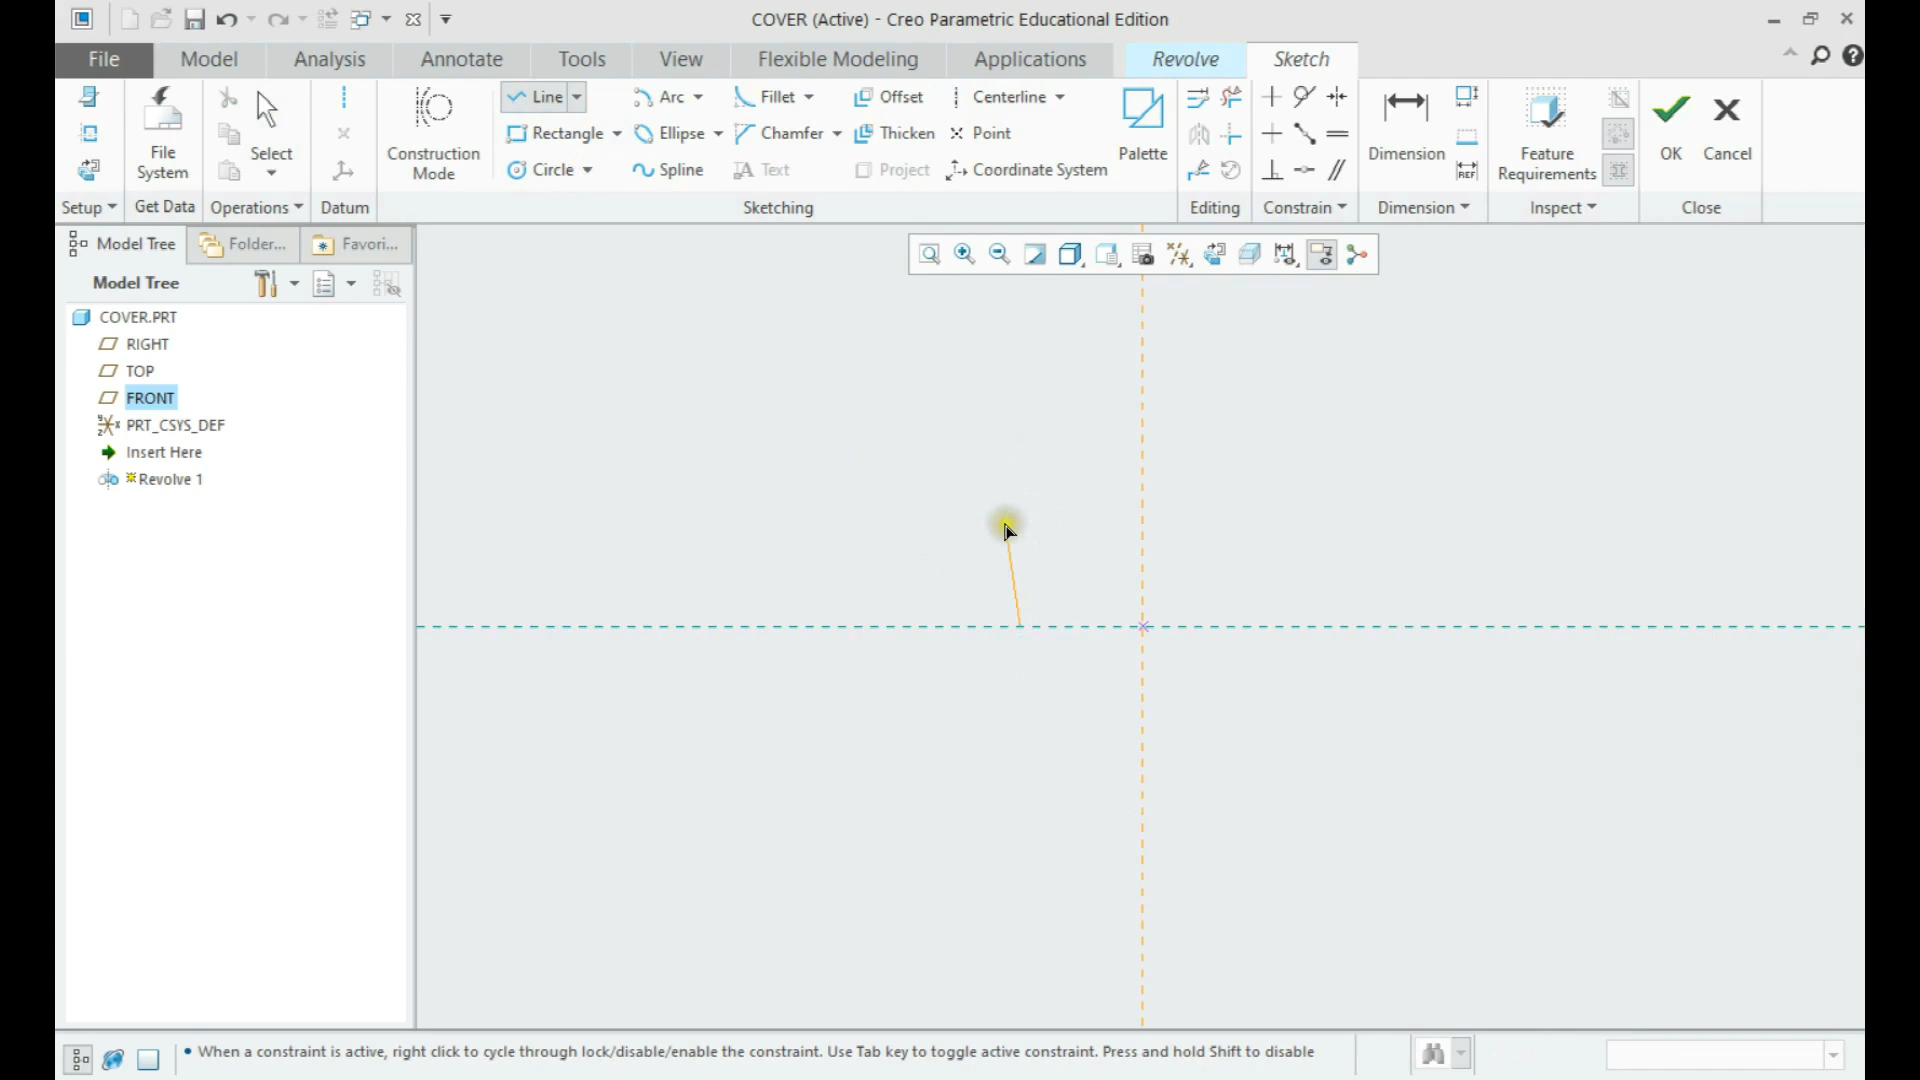 COVER (Active) - Creo Parametric Educational Edition
File Model Analysis Annotate Tools View Flexible Modeling Applications Revolve Sketch
Line Arc Fillet Offset Centerline
Rectangle Ellipse Chamfer Thicken Point
Circle Spline Text Project Coordinate System
File System
Select
Construction Mode
Palette
Dimension
REF
Feature Requirements
OK
Cancel
Setup Get Data Operations Datum Sketching Editing Constrain Dimension Inspect Close
Model Tree Folder... Favori...
Model Tree
COVER.PRT
RIGHT
TOP
FRONT
PRT_CSYS_DEF
Insert Here
Revolve 1
• When a constraint is active, right click to cycle through lock/disable/enable the constraint. Use Tab key to toggle active constraint. Press and hold Shift to disable